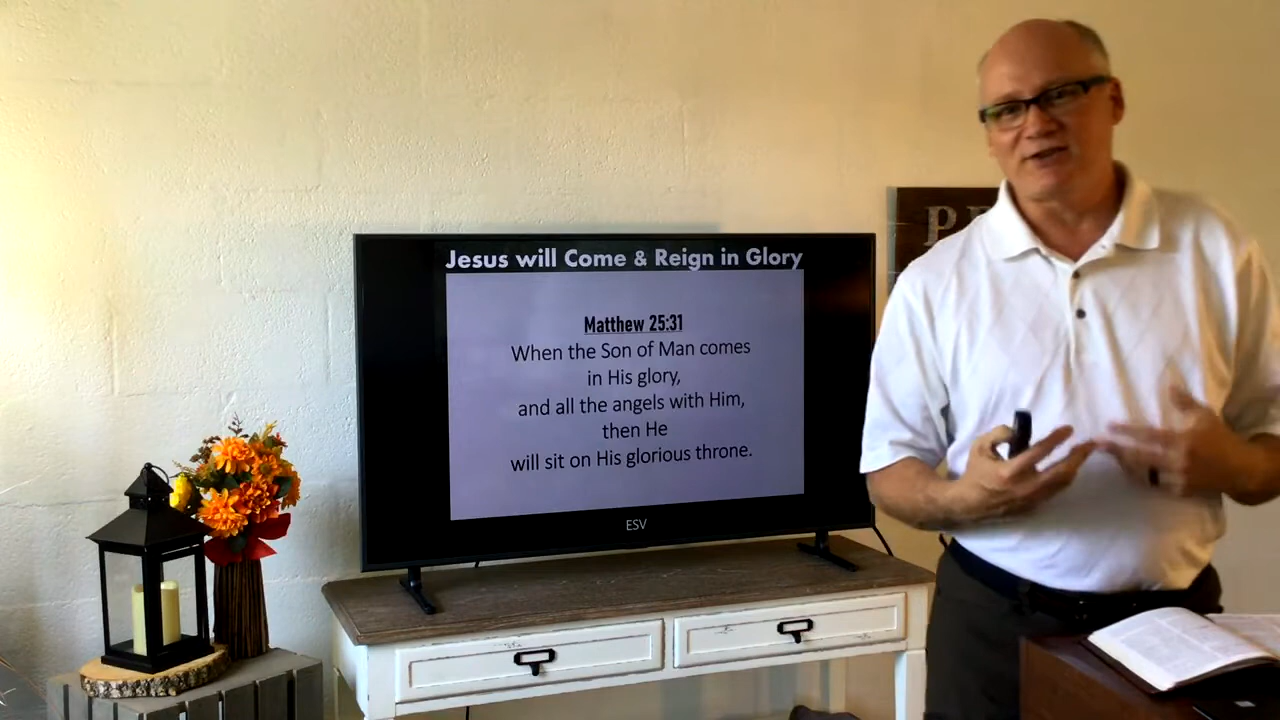 Jesus will Come & Reign in Glory
Matthew 25:31
When the Son of Man comes
in His glory,
and all the angels with Him,
then He
will sit on His glorious throne.
ESV